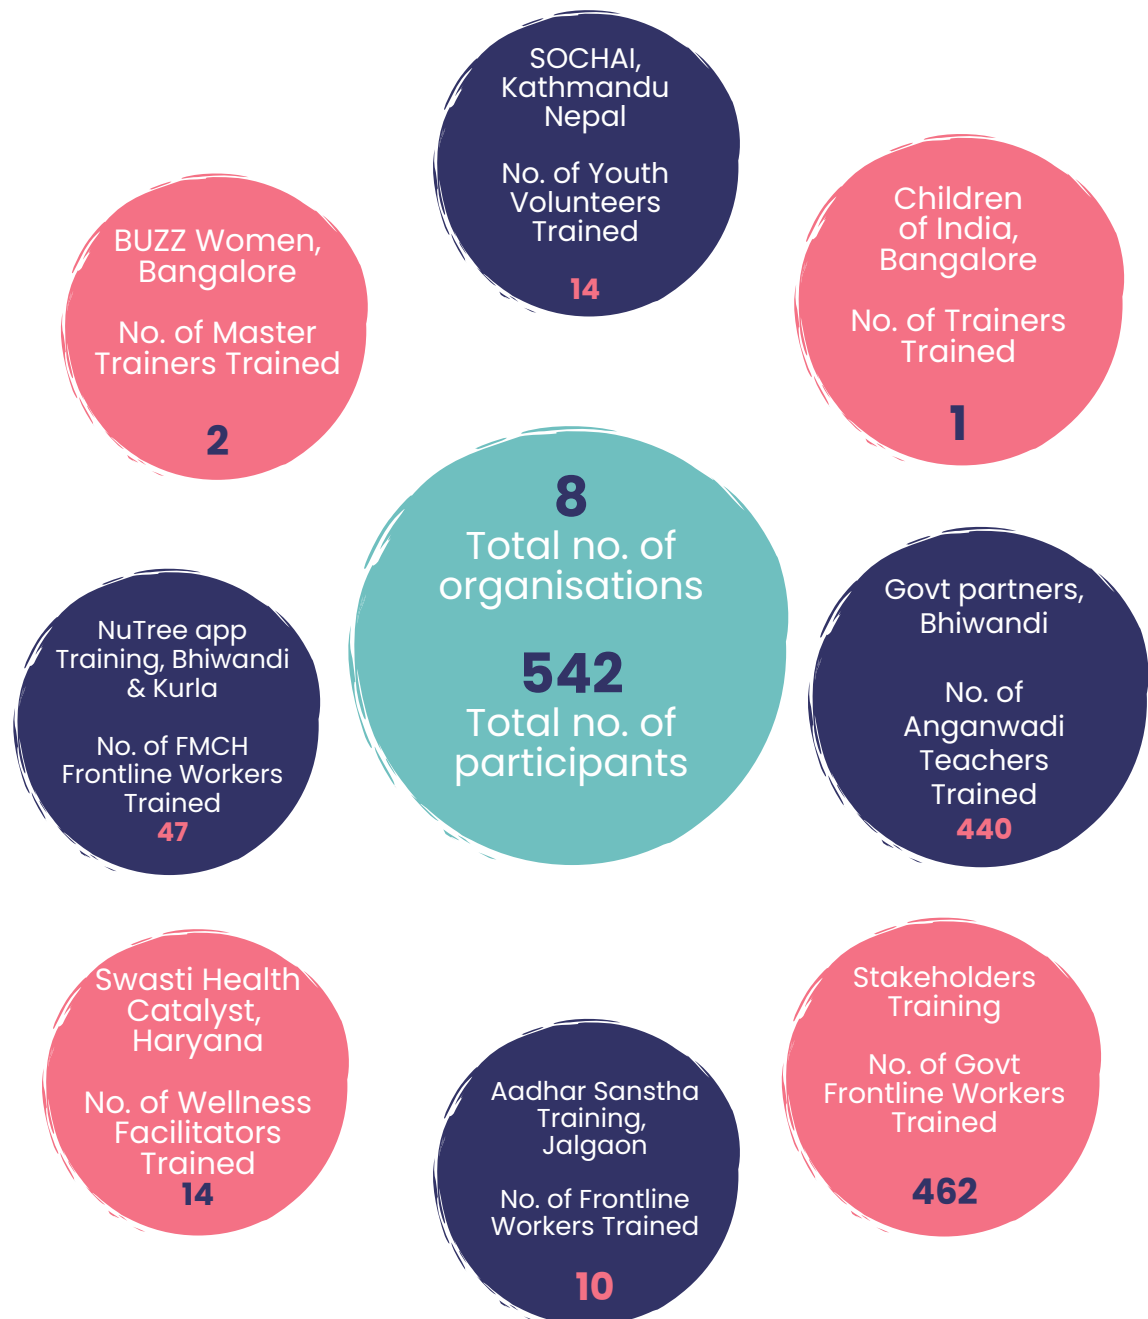 SOCHAI,
Kathmandu
Nepal
No. of Youth
Volunteers
Trained
14
BUZZ Women,
Bangalore
No. of Master
Trainers Trained
2
Children
of India,
Bangalore
No. of Trainers
Trained
1
8
Total no. of
organisations
542
Total no. of
participants
NuTree app
Training, Bhiwandi
& Kurla
No. of FMCH
Frontline Workers
Trained
47
Govt partners,
Bhiwandi
No. of
Anganwadi
Teachers
Trained
440
Swasti Health
Catalyst,
Haryana
No. of Wellness
Facilitators
Trained
14
Aadhar Sanstha
Training,
Jalgaon
No. of Frontline
Workers Trained
10
Stakeholders
Training
No. of Govt
Frontline Workers
Trained
462